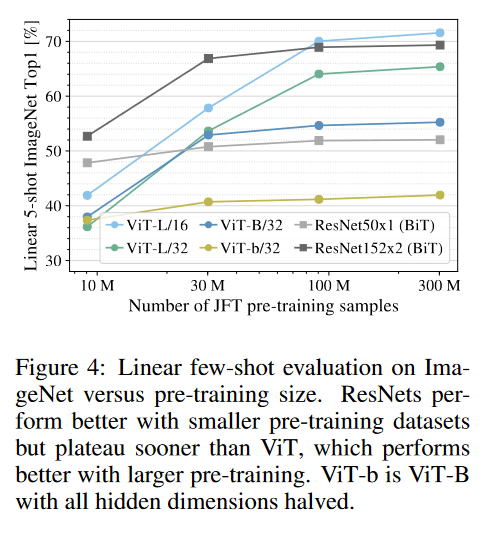 Linear 5-shot ImageNet Top1 [%]
70
60
50
40
30
ViT-L/16 ViT-B/32 ResNet50x1 (BiT)
ViT-L/32 ViT-b/32 ResNet152x2 (BiT)
10 M 30 M 100 M 300 M
Number of JFT pre-training samples
Figure 4: Linear few-shot evaluation on Ima-
geNet versus pre-training size. ResNets per-
form better with smaller pre-training datasets
but plateau sooner than ViT, which performs
better with larger pre-training. ViT-b is ViT-B
with all hidden dimensions halved.